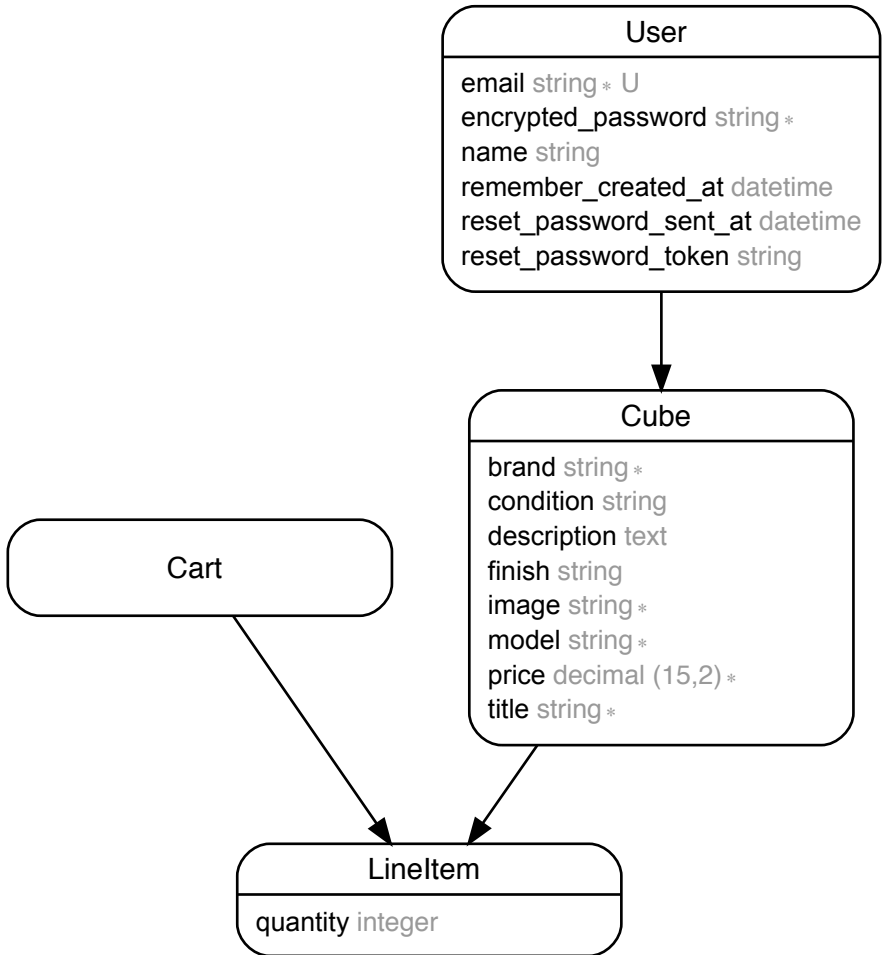 User
email string * U
encrypted_password string *
name string
remember_created_at datetime
reset_password_sent_at datetime
reset_password_token string
Cube
brand string *
condition string
description text
finish string
image string *
model string *
price decimal (15,2) *
title string *
Cart
LineItem
quantity integer